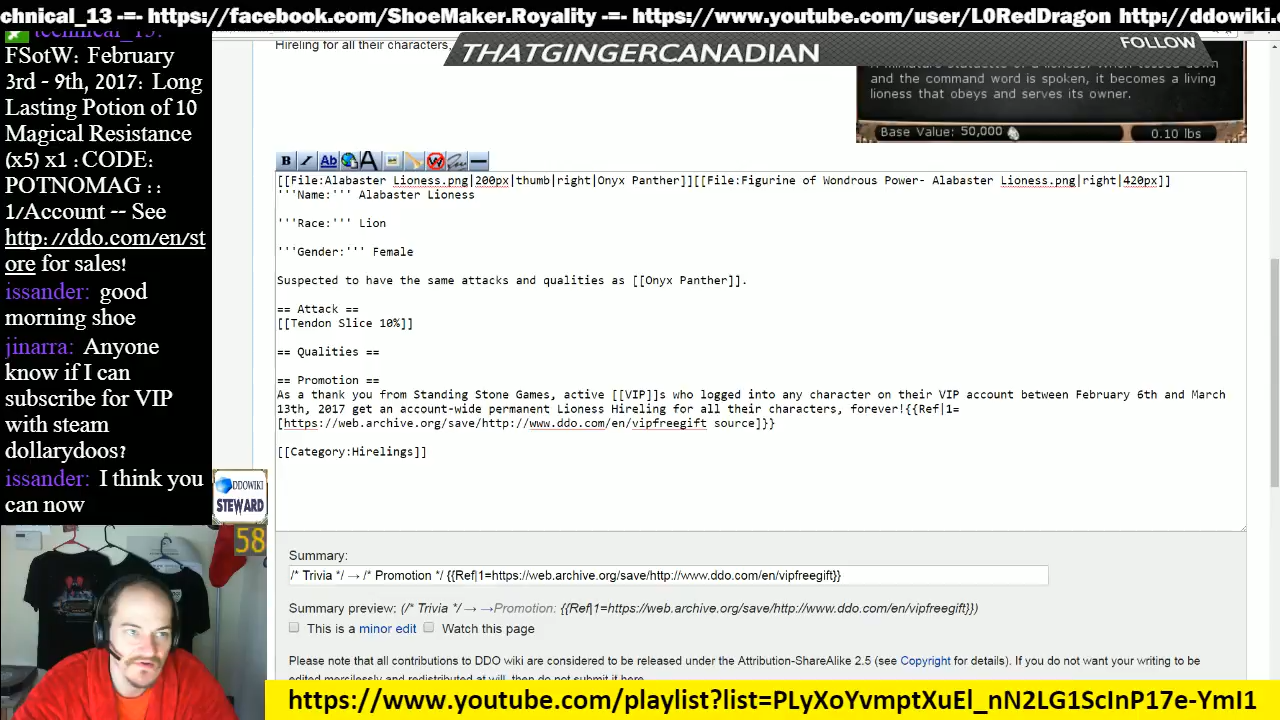 chnical_13 -=- https://facebook.com/ShoeMaker.Royality -=- https://www.youtube.com/user/L0RedDragon http://ddowiki.c
technical_13:
FSotW: February
3rd - 9th, 2017: Long
Lasting Potion of 10
Magical Resistance
(x5) x1 :CODE:
POTNOMAG ::
1/Account -- See
http://ddo.com/en/st
ore for sales!
issander: good
morning shoe
jinarra: Anyone
know if I can
subscribe for VIP
with steam
dollarydoos?
issander: I think you
can now
DDOWIKI
STEWARD
58
Hireling for all their characters,
THATGINGERCANADIAN
FOLLOW
and the command word is spoken, it becomes a living
lioness that obeys and serves its owner.
Base Value: 50,000
0.10 lbs
B I Ab A W
[[File:Alabaster Lioness.png|200px|thumb|right|Onyx Panther]][[File:Figurine of Wondrous Power- Alabaster Lioness.png|right|420px]]
'''Name:''' Alabaster Lioness
'''Race:''' Lion
'''Gender:''' Female
Suspected to have the same attacks and qualities as [[Onyx Panther]].
== Attack ==
[[Tendon Slice 10%]]
== Qualities ==
== Promotion ==
As a thank you from Standing Stone Games, active [[VIP]]s who logged into any character on their VIP account between February 6th and March
13th, 2017 get an account-wide permanent Lioness Hireling for all their characters, forever!{{Ref|1=
[https://web.archive.org/save/http://www.ddo.com/en/vipfreegift source]}}
[[Category:Hirelings]]
Summary:
/* Trivia */ → /* Promotion */ {{Ref|1=https://web.archive.org/save/http://www.ddo.com/en/vipfreegift}}
Summary preview: (/* Trivia */ → →Promotion: {{Ref|1=https://web.archive.org/save/http://www.ddo.com/en/vipfreegift}})
This is a minor edit Watch this page
Please note that all contributions to DDO wiki are considered to be released under the Attribution-ShareAlike 2.5 (see Copyright for details). If you do not want your writing to be
edited mercilessly and redistributed at will, then do not submit it here.
https://www.youtube.com/playlist?list=PLyXoYvmptXuEl_nN2LG1ScInP17e-YmI1